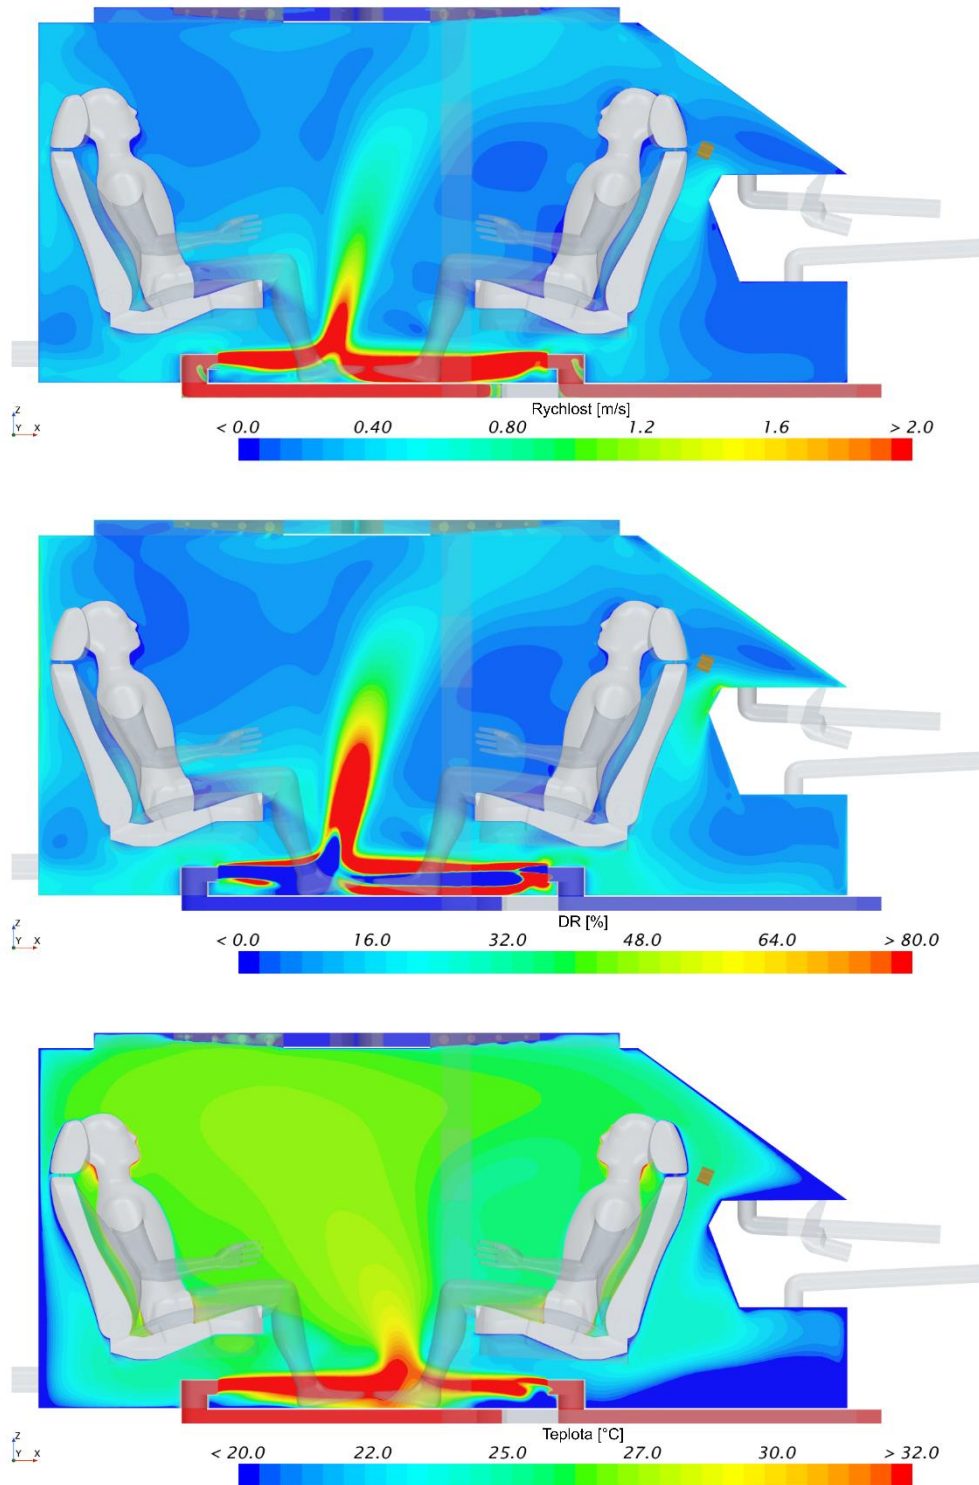 Z
Y X
Rychlost [m/s]
< 0.0 0.40 0.80 1.2 1.6 > 2.0
Z
Y X
DR [%]
< 0.0 16.0 32.0 48.0 64.0 > 80.0
Z
Y X
Teplota [°C]
< 20.0 22.0 25.0 27.0 30.0 > 32.0